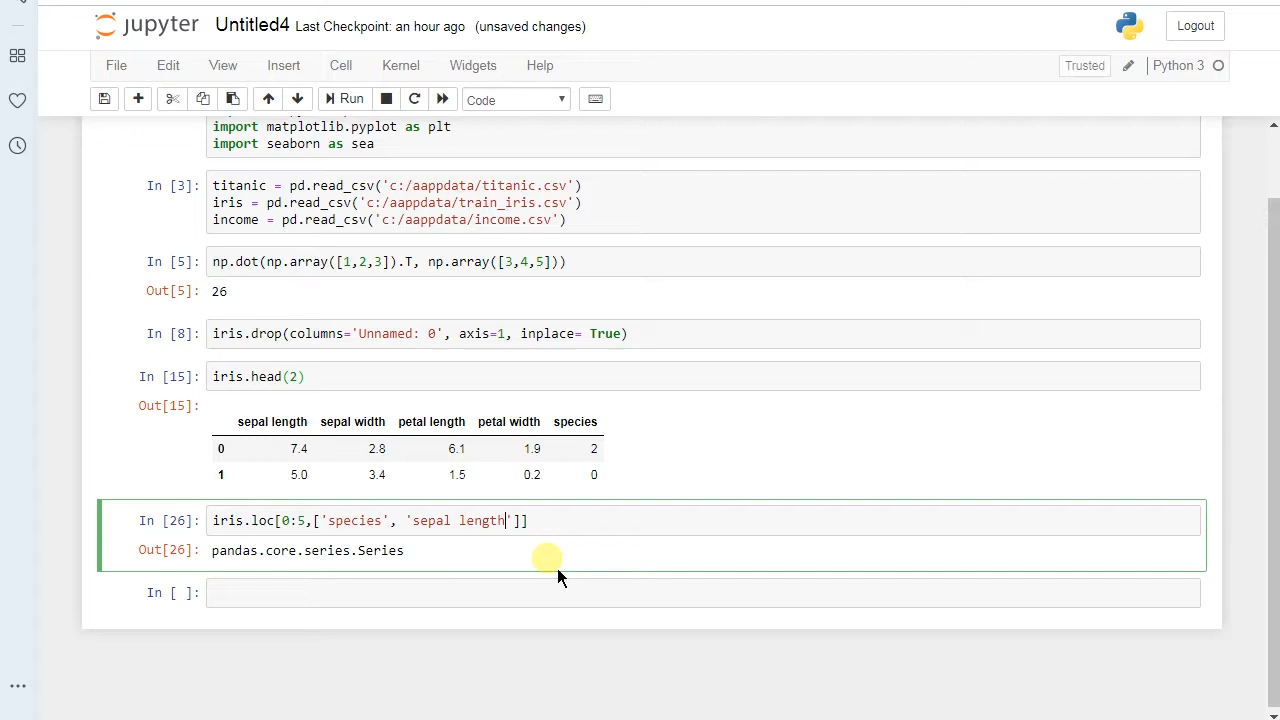 jupyter Untitled4 Last Checkpoint: an hour ago (unsaved changes) Logout
File Edit View Insert Cell Kernel Widgets Help Trusted Python 3
Run Code
import matplotlib.pyplot as plt
import seaborn as sea
In [3]: titanic = pd.read_csv('c:/aappdata/titanic.csv')
iris = pd.read_csv('c:/aappdata/train_iris.csv')
income = pd.read_csv('c:/aappdata/income.csv')
In [5]: np.dot(np.array([1,2,3]).T, np.array([3,4,5]))
Out[5]: 26
In [8]: iris.drop(columns='Unnamed: 0', axis=1, inplace= True)
In [15]: iris.head(2)
Out[15]:
sepal length sepal width petal length petal width species
0 7.4 2.8 6.1 1.9 2
1 5.0 3.4 1.5 0.2 0
In [26]: iris.loc[0:5,['species', 'sepal length']]
Out[26]: pandas.core.series.Series
In [ ]: